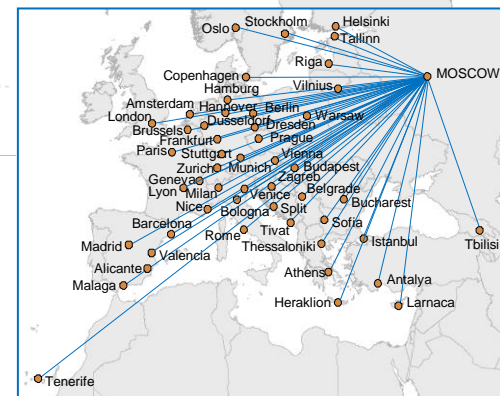 Stockholm
Helsinki
Oslo
Tallinn
Riga
Copenhagen
MOSCOW
Hamburg
Vilnius
Amsterdam
Hannover
Berlin
London
Dusseldorf
Warsaw
Brussels
Dresden
Frankfurt
Prague
Paris
Stuttgart
Vienna
Zurich
Munich
Budapest
Geneva
Zagreb
Lyon
Milan
Venice
Belgrade
Nice
Bologna
Split
Bucharest
Barcelona
Rome
Tivat
Sofia
Madrid
Valencia
Thessaloniki
Istanbul
Tbilisi
Alicante
Athens
Malaga
Antalya
Heraklion
Larnaca
Tenerife